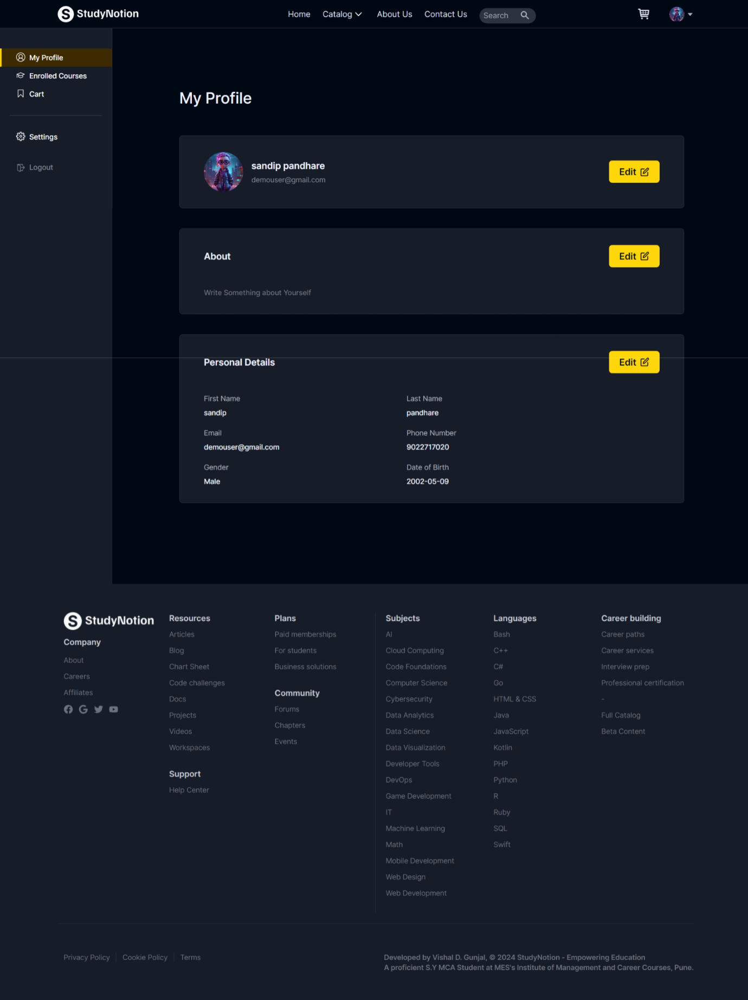 StudyNotion
Home
Catalog
About Us
Contact Us
Search
My Profile
Enrolled Courses
Cart
Settings
Logout
My Profile
sandip pandhare
demouser@gmail.com
Edit
About
Edit
Write Something about Yourself
Personal Details
Edit
First Name
sandip
Last Name
pandhare
Email
demouser@gmail.com
Phone Number
9022717020
Gender
Male
Date of Birth
2002-05-09
StudyNotion
Company
About
Careers
Affiliates
Resources
Articles
Blog
Chart Sheet
Code challenges
Docs
Projects
Videos
Workspaces
Support
Help Center
Plans
Paid memberships
For students
Business solutions
Community
Forums
Chapters
Events
Subjects
AI
Cloud Computing
Code Foundations
Computer Science
Cybersecurity
Data Analytics
Data Science
Data Visualization
Developer Tools
DevOps
Game Development
IT
Machine Learning
Math
Mobile Development
Web Design
Web Development
Languages
Bash
C++
C#
Go
HTML & CSS
Java
JavaScript
Kotlin
PHP
Python
R
Ruby
SQL
Swift
Career building
Career paths
Career services
Interview prep
Professional certification
-
Full Catalog
Beta Content
Privacy Policy
Cookie Policy
Terms
Developed by Vishal D. Gunjal, © 2024 StudyNotion - Empowering Education
A proficient S.Y MCA Student at MES's Institute of Management and Career Courses, Pune.